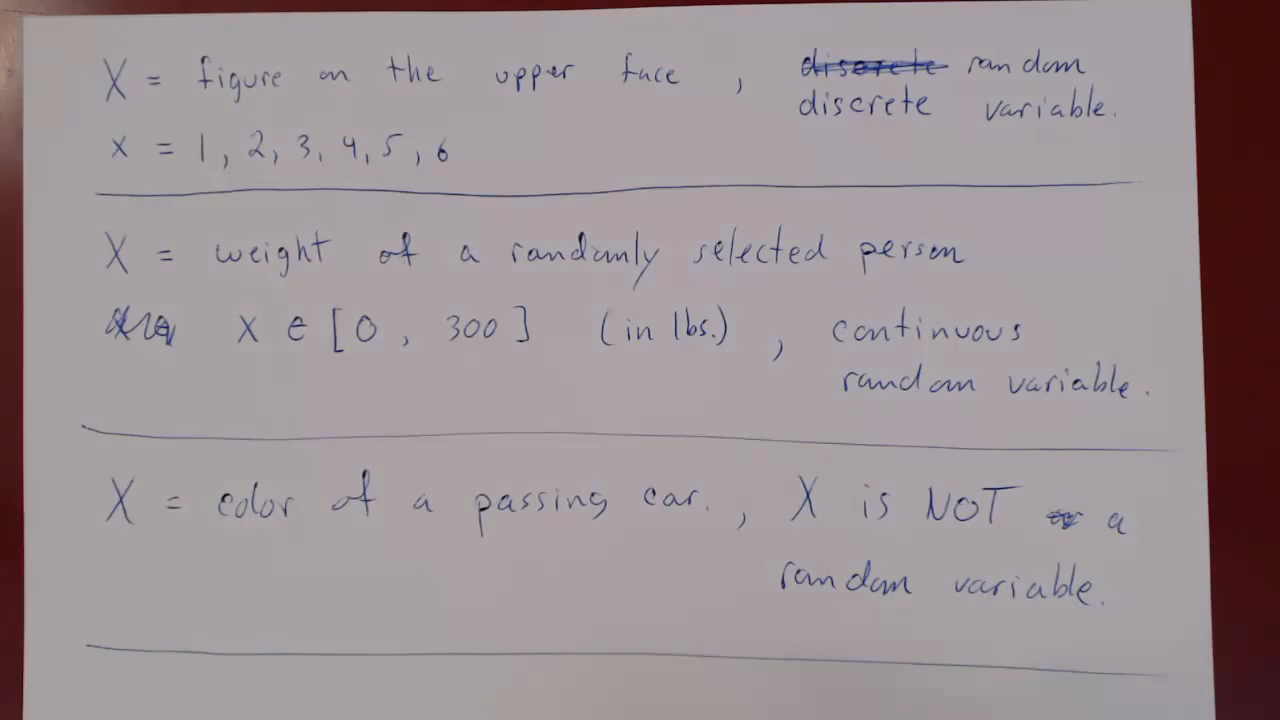 X = figure on the upper face , discrete random
discrete variable.
x = 1, 2, 3, 4, 5, 6
X = weight of a randomly selected person
x ∈ [0, 300] (in lbs.) , continuous
random variable.
X = color of a passing car. , X is NOT a
random variable.